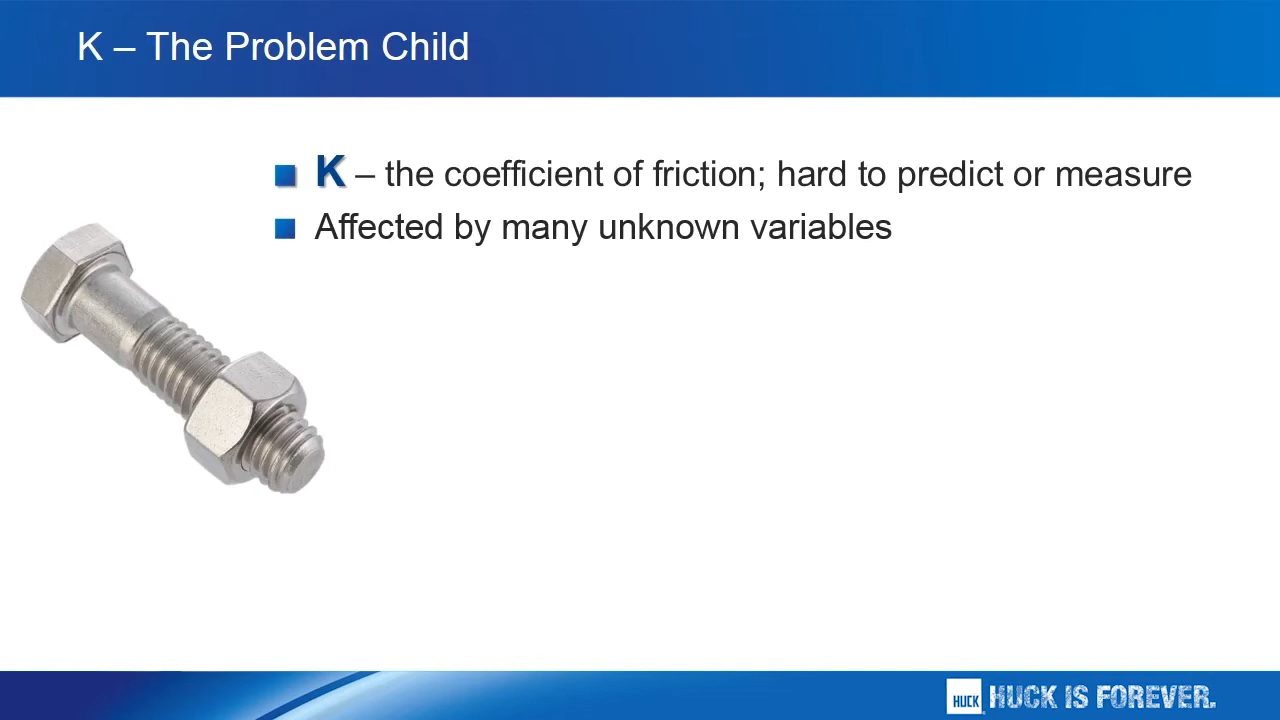 K – The Problem Child
K – the coefficient of friction; hard to predict or measure
Affected by many unknown variables
HUCK HUCK IS FOREVER.